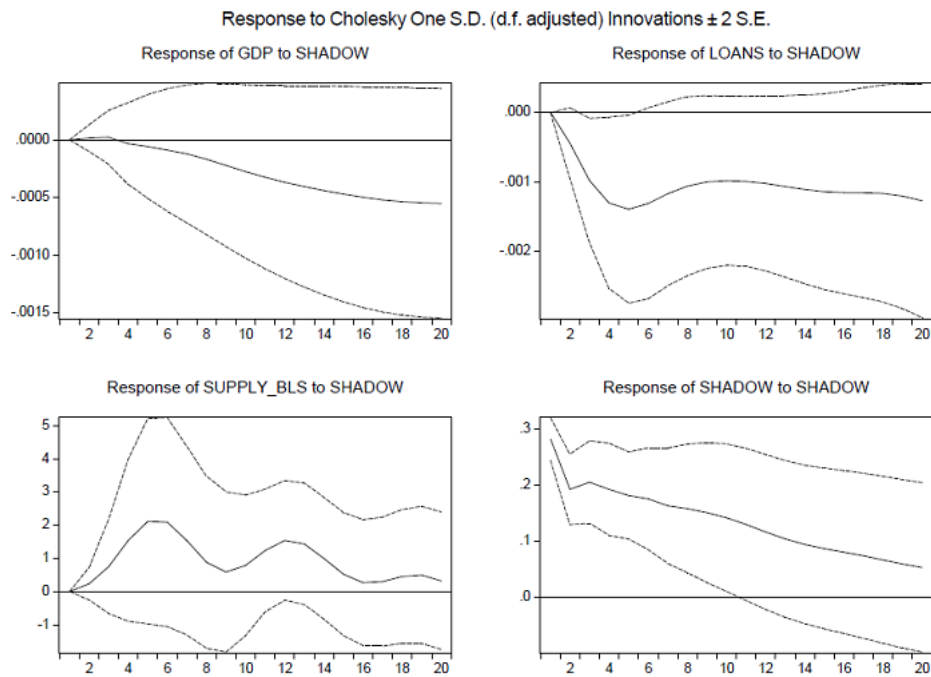 Response to Cholesky One S.D. (d.f. adjusted) Innovations ± 2 S.E.
Response of GDP to SHADOW
.0000
-.0005
-.0010
-.0015
2 4 6 8 10 12 14 16 18 20
Response of LOANS to SHADOW
.000
-.001
-.002
2 4 6 8 10 12 14 16 18 20
Response of SUPPLY_BLS to SHADOW
5
4
3
2
1
0
-1
2 4 6 8 10 12 14 16 18 20
Response of SHADOW to SHADOW
.3
.2
.1
.0
2 4 6 8 10 12 14 16 18 20